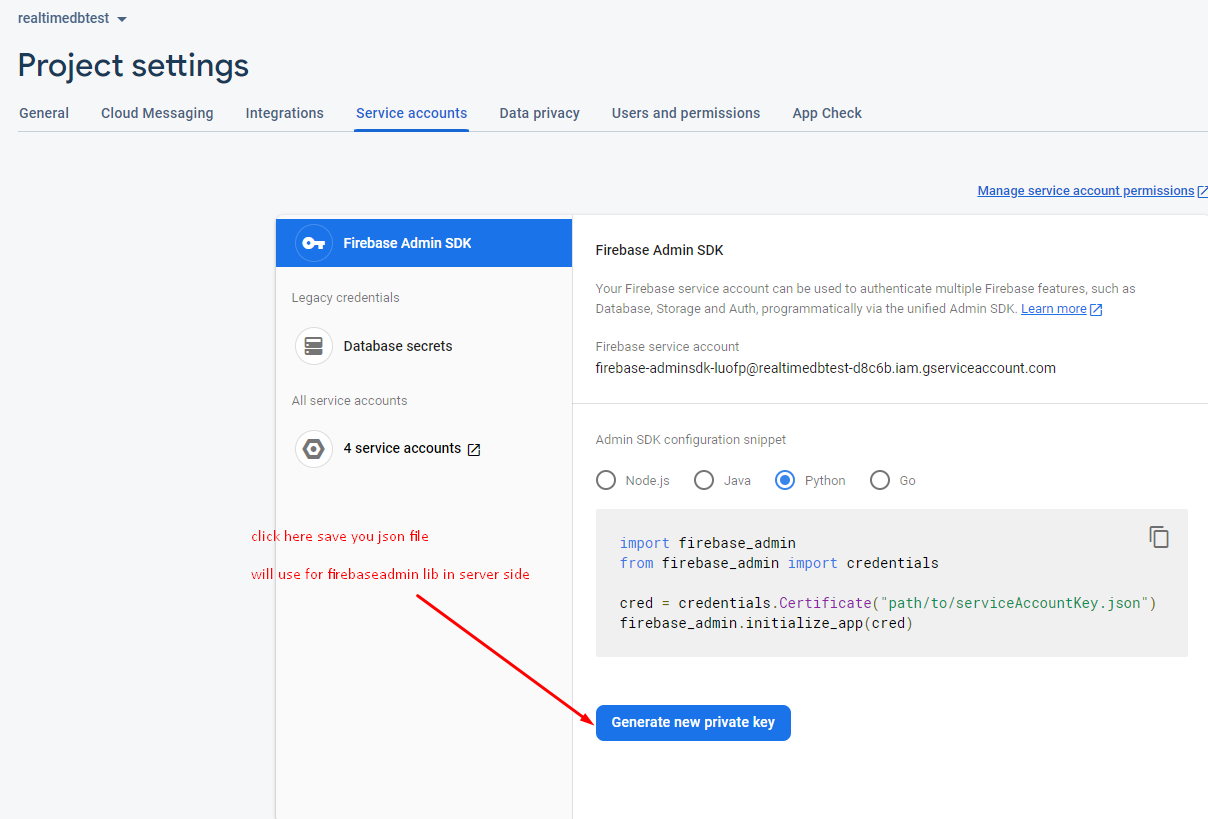 realtimedbtest
Project settings
General Cloud Messaging Integrations Service accounts Data privacy Users and permissions App Check
Manage service account permissions
Firebase Admin SDK
Legacy credentials
Database secrets
All service accounts
4 service accounts
click here save you json file
will use for firebaseadmin lib in server side
Firebase Admin SDK
Your Firebase service account can be used to authenticate multiple Firebase features, such as
Database, Storage and Auth, programmatically via the unified Admin SDK. Learn more
Firebase service account
firebase-adminsdk-luofp@realtimedbtest-d8c6b.iam.gserviceaccount.com
Admin SDK configuration snippet
Node.js Java Python Go
import firebase_admin
from firebase_admin import credentials
cred = credentials.Certificate("path/to/serviceAccountKey.json")
firebase_admin.initialize_app(cred)
Generate new private key